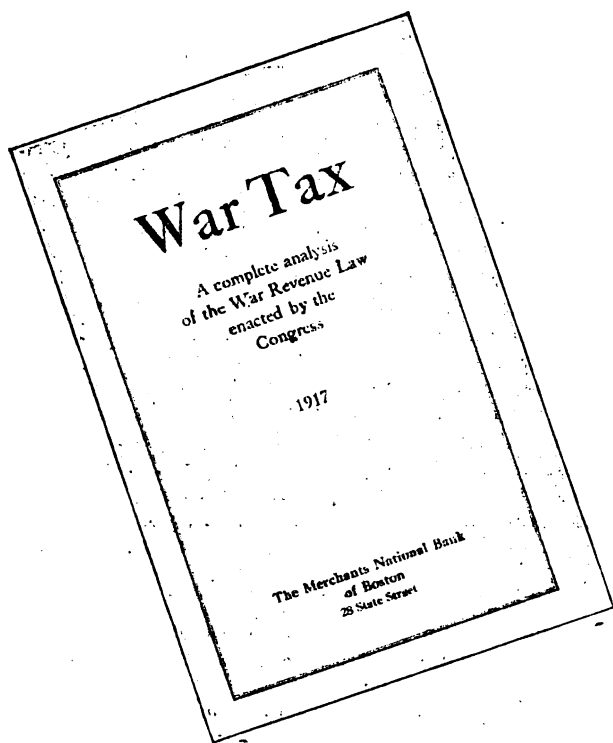 War Tax
A complete analysis
of the War Revenue Law
enacted by the
Congress
1917
The Merchants National Bank
of Boston
28 State Street